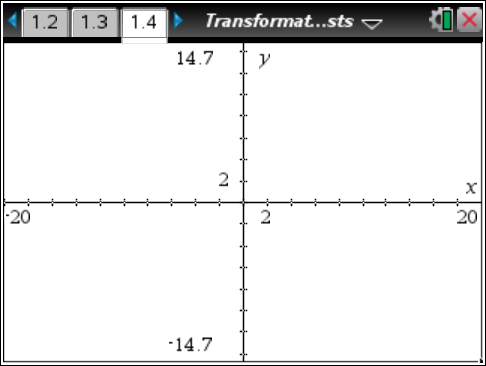 1.2 1.3 1.4 Transformat...sts
14.7 y
2
x
-20 2 20
-14.7